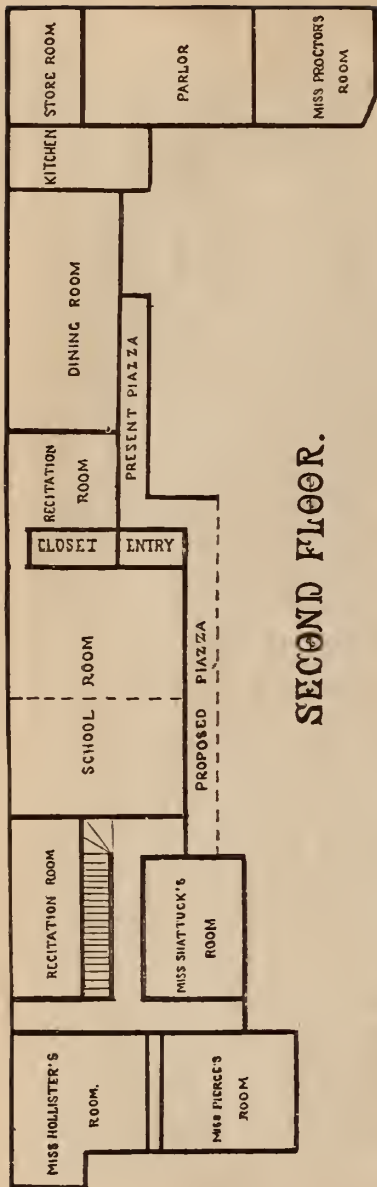 STORE ROOM
PARLOR
MISS PROCTOR'S
ROOM
KITCHEN
DINING ROOM
PRESENT PIAZZA
RECITATION
ROOM
CLOSET
ENTRY
SCHOOL ROOM
PROPOSED PIAZZA
RECITATION ROOM
MISS SHATTUCK'S
ROOM
MISS HOLLISTER'S
ROOM.
MISS PIERCE'S
ROOM
SECOND FLOOR.